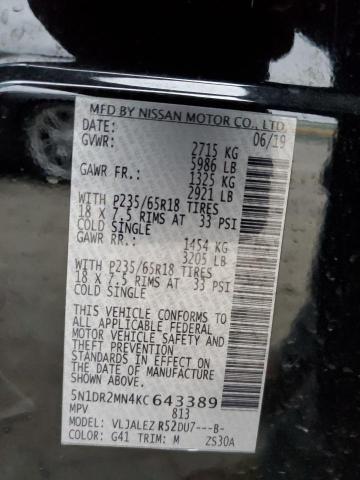 MFD BY NISSAN MOTOR CO., LTD.
DATE: 06/19
GVWR: 2715 KG
5986 LB
GAWR FR.: 1325 KG
2921 LB
WITH P235/65R18 TIRES
18 X 7.5 RIMS AT 33 PSI
COLD SINGLE
GAWR RR.: 1454 KG
3205 LB
WITH P235/65R18 TIRES
18 X 7.5 RIMS AT 33 PSI
COLD SINGLE
THIS VEHICLE CONFORMS TO
ALL APPLICABLE FEDERAL
MOTOR VEHICLE SAFETY AND
THEFT PREVENTION
STANDARDS IN EFFECT ON
THE DATE OF MANUFACTURE
SHOWN ABOVE.
5N1DR2MN4KC643389
MPV 813
MODEL: VLJALEZ R52DU7---B-
COLOR: G41 TRIM: M ZS30A